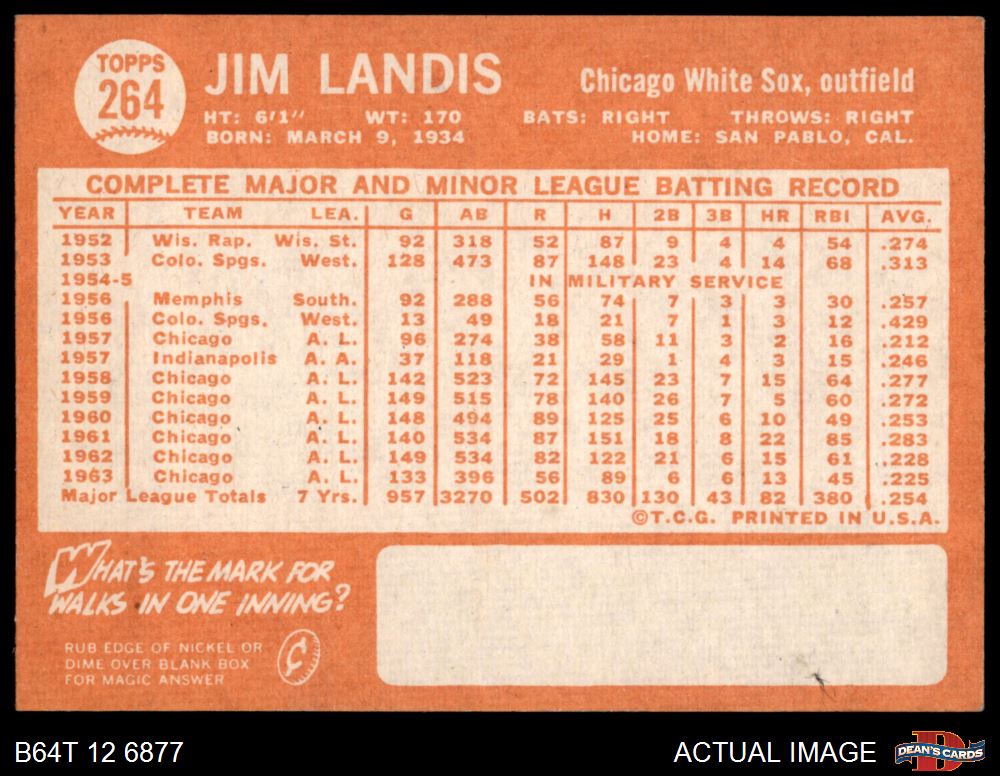 TOPPS
264
JIM LANDIS
Chicago White Sox, outfield
HT: 6'1" WT: 170 BATS: RIGHT THROWS: RIGHT
BORN: MARCH 9, 1934 HOME: SAN PABLO, CAL.
COMPLETE MAJOR AND MINOR LEAGUE BATTING RECORD
YEAR TEAM LEA. G AB R H 2B 3B HR RBI AVG.
1952 Wis. Rap. Wis. St. 92 318 52 87 9 4 4 54 .274
1953 Colo. Spgs. West. 128 473 87 148 23 4 14 68 .313
1954-5 IN MILITARY SERVICE
1956 Memphis South. 92 288 56 74 7 3 3 30 .257
1956 Colo. Spgs. West. 13 49 18 21 7 1 3 12 .429
1957 Chicago A. L. 96 274 38 58 11 3 2 16 .212
1957 Indianapolis A. A. 37 118 21 29 1 4 3 15 .246
1958 Chicago A. L. 142 523 72 145 23 7 15 64 .277
1959 Chicago A. L. 149 515 78 140 26 7 5 60 .272
1960 Chicago A. L. 148 494 89 125 25 6 10 49 .253
1961 Chicago A. L. 140 534 87 151 18 8 22 85 .283
1962 Chicago A. L. 149 534 82 122 21 6 15 61 .228
1963 Chicago A. L. 133 396 56 89 6 6 13 45 .225
Major League Totals 7 Yrs. 957 3270 502 830 130 43 82 380 .254
©T.C.G. PRINTED IN U.S.A.
WHAT'S THE MARK FOR
WALKS IN ONE INNING?
RUB EDGE OF NICKEL OR
DIME OVER BLANK BOX
FOR MAGIC ANSWER
¢
B64T 12 6877
ACTUAL IMAGE
D
DEAN'S CARDS